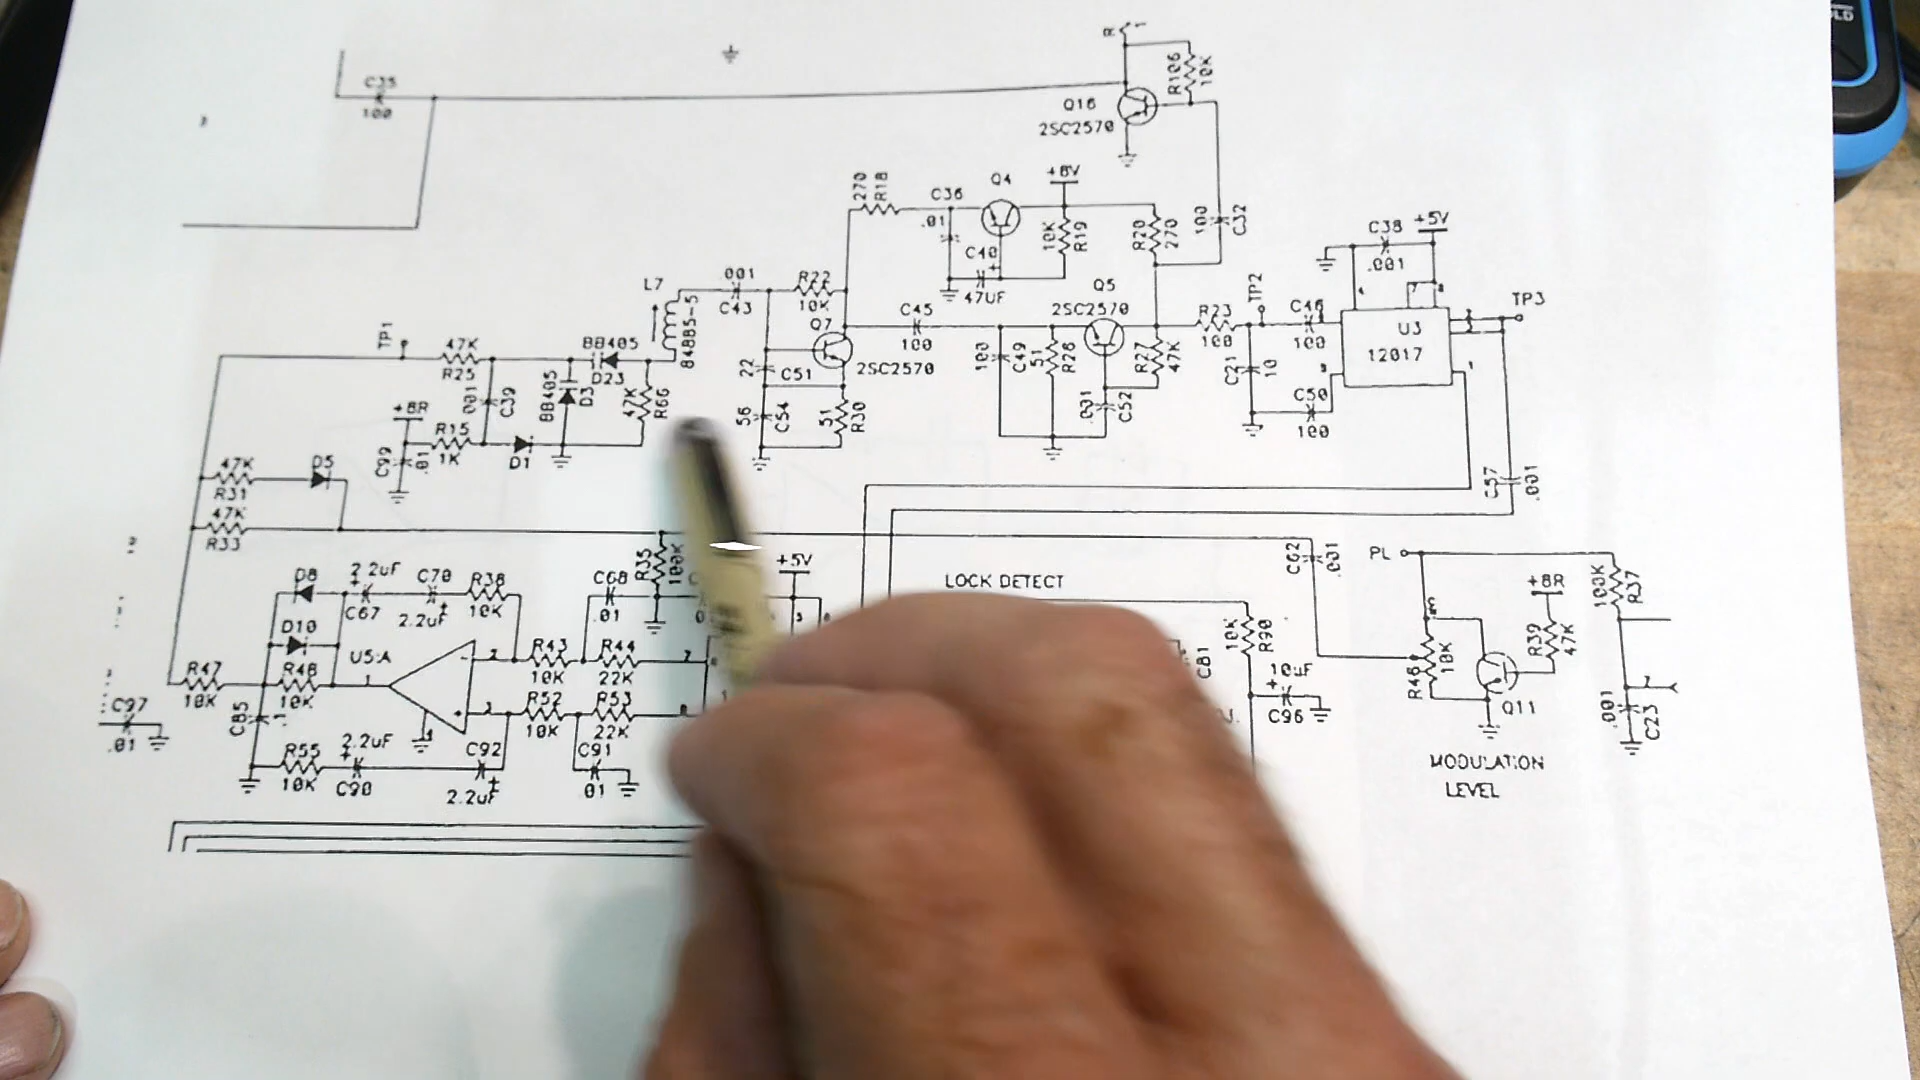 C35
100
R106
10K
Q16
2SC2570
270
R18
C36
.01
Q4
+8V
10K
R19
R20
270
100
C32
C40
+
47UF
C38
.001
+5V
L7
84885-5
.001
C43
R22
10K
Q7
2SC2570
C45
100
Q5
2SC2570
R23
100
TP2
C46
100
U3
12017
TP3
TP1
47K
R25
BB405
D23
.001
C39
BB405
D3
47K
R66
22
C51
56
C54
51
R30
100
C49
51
R28
R27
47K
.001
C52
C21
10
C50
100
+8R
R15
1K
C99
.01
D1
47K
R31
D5
47K
R33
C57
.001
R35
100K
+5V
C62
.001
PL
+8R
R39
47K
100K
R37
D8
2.2uF
C67
C70
2.2uF
+
R38
10K
C68
.01
LOCK DETECT
10K
R90
D10
U5:A
R43
10K
R44
22K
R47
10K
R48
10K
C81
10uF
+
C96
R46
10K
Q11
C97
.01
C85
.1
R52
10K
R53
22K
R55
10K
2.2uF
+
C90
C92
2.2uF
+
C91
.01
.001
C23
MODULATION
LEVEL